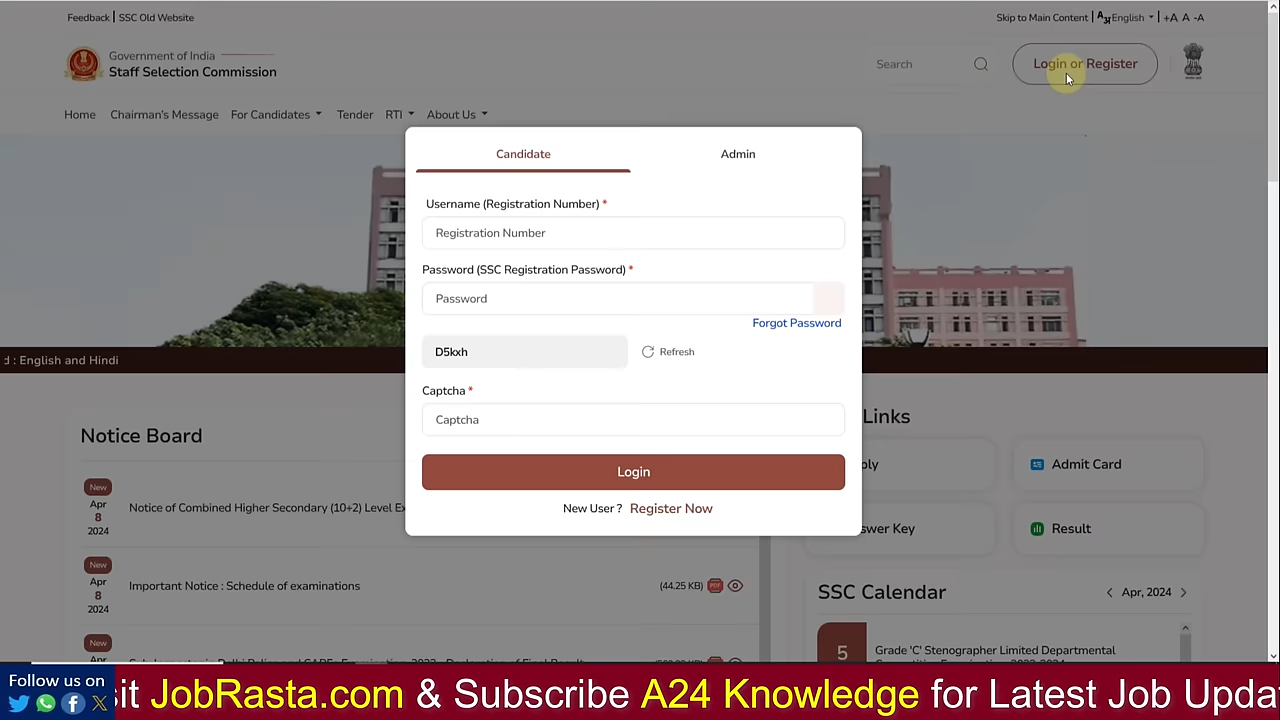 Feedback | SSC Old Website
Skip to Main Content | English | +A A -A
Government of India
Staff Selection Commission
Search
Login or Register
Home Chairman's Message For Candidates Tender RTI About Us
Candidate Admin
Username (Registration Number) *
Registration Number
Password (SSC Registration Password) *
Password
Forgot Password
D5kxh
Refresh
: English and Hindi
Captcha *
Captcha
Login
New User ? Register Now
Notice Board
Links
New
Apr
8
2024
Notice of Combined Higher Secondary (10+2) Level
Admit Card
Result
New
Apr
8
2024
Important Notice : Schedule of examinations
(44.25 KB) PDF
SSC Calendar
Apr, 2024
New
5
Grade 'C' Stenographer Limited Departmental
Follow us on
JobRasta.com & Subscribe A24 Knowledge for Latest Job